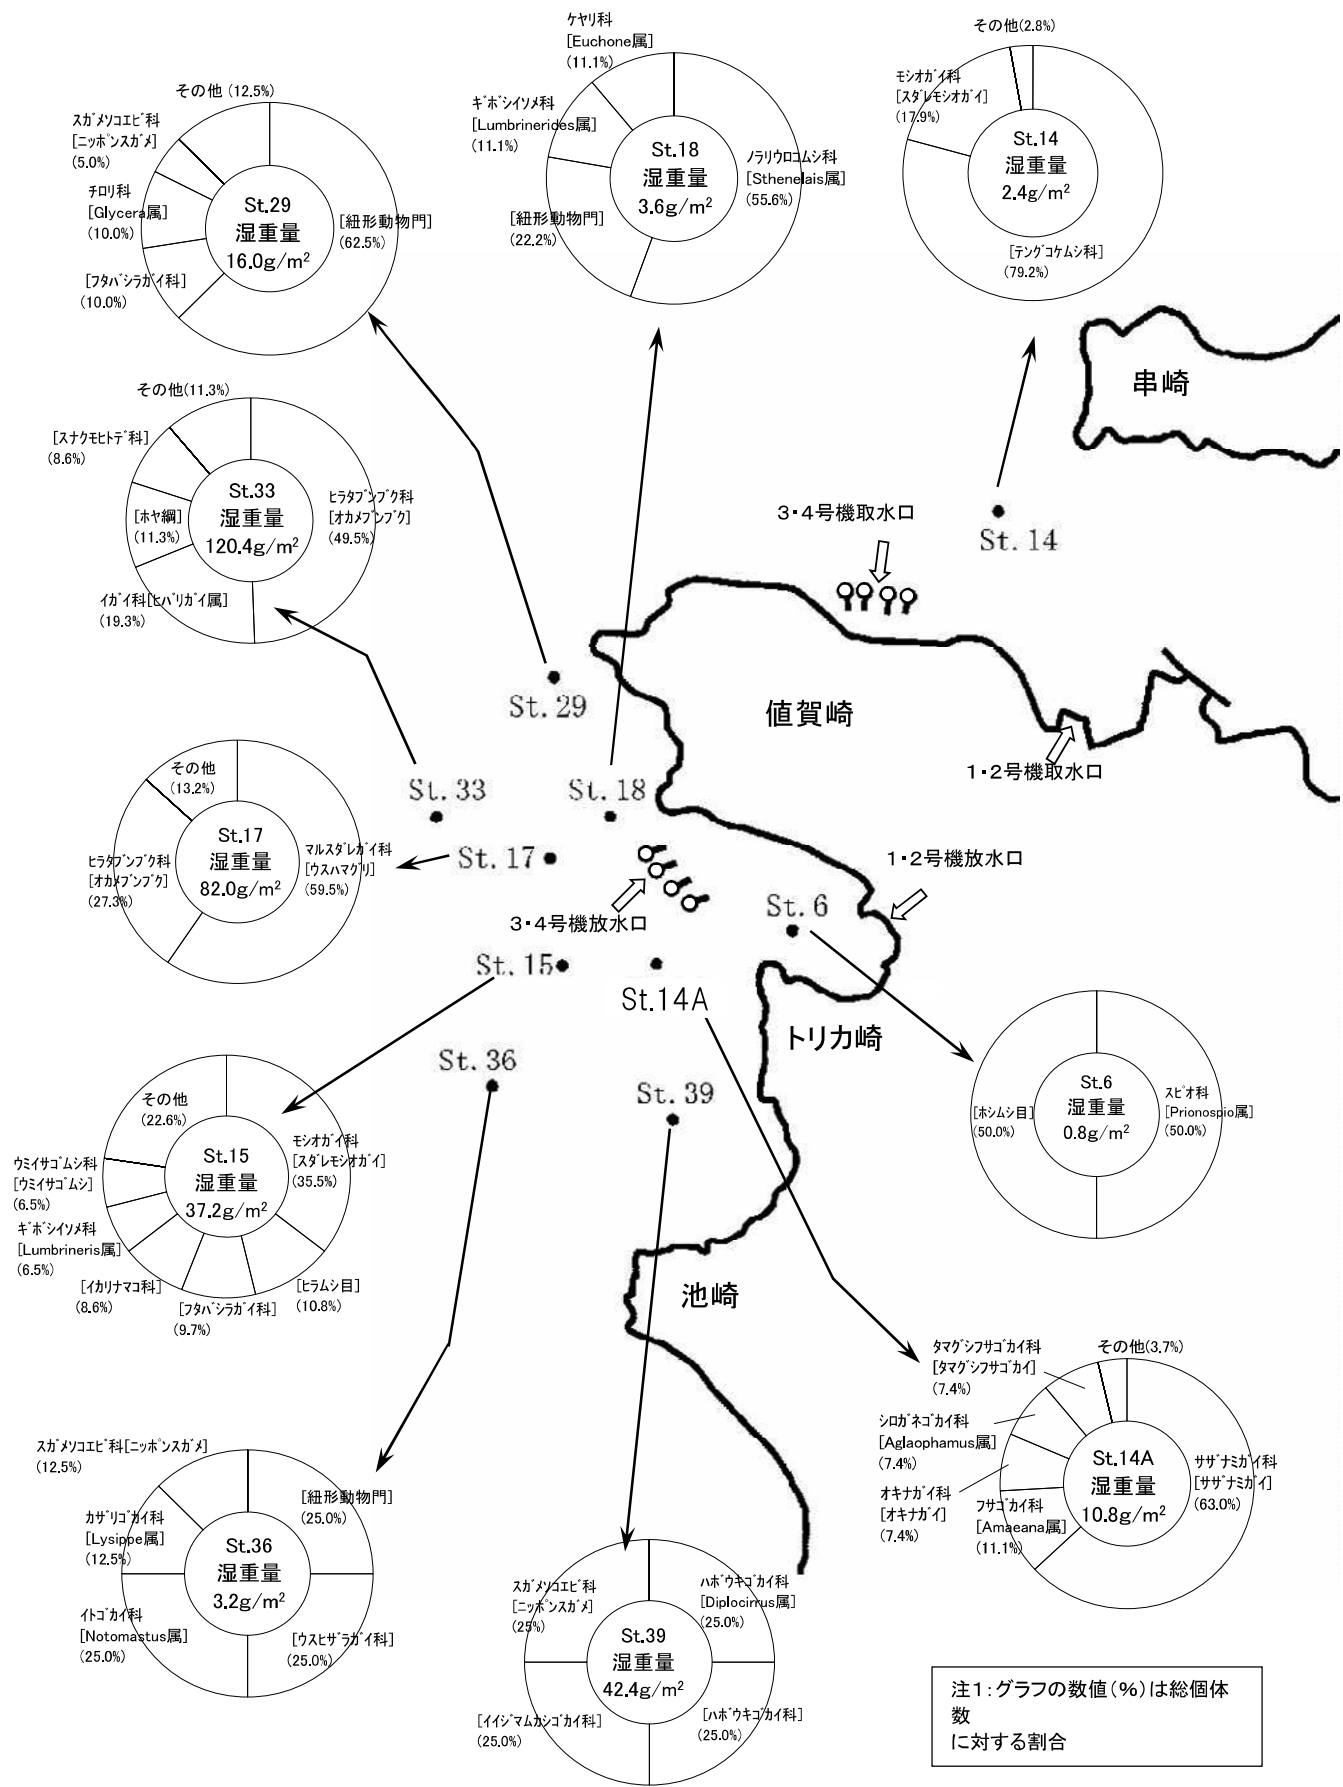 その他 (12.5%)
スガメソコエビ科
[ニッポンスガメ]
(5.0%)
チロリ科
[Glycera属]
(10.0%)
[フタバシラガイ科]
(10.0%)
St.29
湿重量
16.0g/m²
[紐形動物門]
(62.5%)
ケヤリ科
[Euchone属]
(11.1%)
ギボシイソメ科
[Lumbrinerides属]
(11.1%)
[紐形動物門]
(22.2%)
St.18
湿重量
3.6g/m²
ノラリウロコムシ科
[Sthenelais属]
(55.6%)
その他(2.8%)
モシオガイ科
[スダレモシオガイ]
(17.9%)
St.14
湿重量
2.4g/m²
[テングコケムシ科]
(79.2%)
串崎
その他(11.3%)
[スナクモヒトデ科]
(8.6%)
[ホヤ綱]
(11.3%)
イガイ科[ヒバリガイ属]
(19.3%)
St.33
湿重量
120.4g/m²
ヒラタブンブク科
[オカメブンブク]
(49.5%)
3・4号機取水口
St. 14
St. 29
値賀崎
1・2号機取水口
St. 33
St. 18
その他
(13.2%)
ヒラタブンブク科
[オカメブンブク]
(27.3%)
St.17
湿重量
82.0g/m²
マルスダレガイ科
[ウスハマグリ]
(59.5%)
St. 17
1・2号機放水口
3・4号機放水口
St. 6
St. 15
St.14A
トリカ崎
St. 36
St. 39
St.6
湿重量
0.8g/m²
[ホシムシ目]
(50.0%)
スピオ科
[Prionospio属]
(50.0%)
その他
(22.6%)
ウミイサゴムシ科
[ウミイサゴムシ]
(6.5%)
ギボシイソメ科
[Lumbrineris属]
(6.5%)
[イカリナマコ科]
(8.6%)
[フタバシラガイ科]
(9.7%)
[ヒラムシ目]
(10.8%)
St.15
湿重量
37.2g/m²
モシオガイ科
[スダレモシオガイ]
(35.5%)
池崎
スガメソコエビ科[ニッポンスガメ]
(12.5%)
カザリゴカイ科
[Lysippe属]
(12.5%)
イトゴカイ科
[Notomastus属]
(25.0%)
St.36
湿重量
3.2g/m²
[紐形動物門]
(25.0%)
[ウスヒザラガイ科]
(25.0%)
タマグシフサゴカイ科
[タマグシフサゴカイ]
(7.4%)
その他(3.7%)
シロガネゴカイ科
[Aglaophamus属]
(7.4%)
オキナガイ科
[オキナガイ]
(7.4%)
フサゴカイ科
[Amaeana属]
(11.1%)
St.14A
湿重量
10.8g/m²
サザナミガイ科
[サザナミガイ]
(63.0%)
スガメソコエビ科
[ニッポンスガメ]
(25%)
ハボウキゴカイ科
[Diplocirrus属]
(25.0%)
St.39
湿重量
42.4g/m²
[イイジマムカシゴカイ科]
(25.0%)
[ハボウキゴカイ科]
(25.0%)
注1:グラフの数値(%)は総個体
数
に対する割合